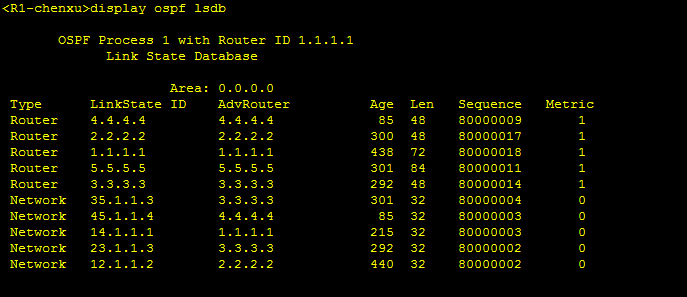 <R1-chenxu>display ospf lsdb
OSPF Process 1 with Router ID 1.1.1.1
Link State Database
Area: 0.0.0.0
Type LinkState ID AdvRouter Age Len Sequence Metric
Router 4.4.4.4 4.4.4.4 85 48 80000009 1
Router 2.2.2.2 2.2.2.2 300 48 80000017 1
Router 1.1.1.1 1.1.1.1 438 72 80000018 1
Router 5.5.5.5 5.5.5.5 301 84 80000011 1
Router 3.3.3.3 3.3.3.3 292 48 80000014 1
Network 35.1.1.3 3.3.3.3 301 32 80000004 0
Network 45.1.1.4 4.4.4.4 85 32 80000003 0
Network 14.1.1.1 1.1.1.1 215 32 80000003 0
Network 23.1.1.3 3.3.3.3 292 32 80000002 0
Network 12.1.1.2 2.2.2.2 440 32 80000002 0